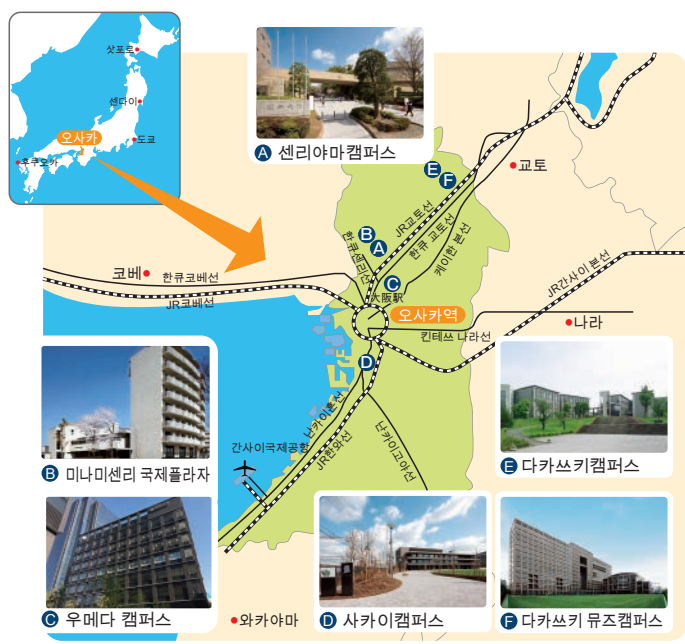 삿포로
센다이
오사카
도쿄
후쿠오카
A 센리야마캠퍼스
E
F
교토
JR교토선
한큐 교토선
케이한 본선
B
A
한큐센리선
C
大阪駅
오사카역
코베
한큐코베선
JR코베선
JR간사이 본선
나라
킨테쓰 나라선
D
난카이혼선
JR한와선
난카이고야선
간사이국제공항
B 미나미센리 국제플라자
E 다카쓰키캠퍼스
C 우메다 캠퍼스
와카야마
D 사카이캠퍼스
F 다카쓰키 뮤즈캠퍼스